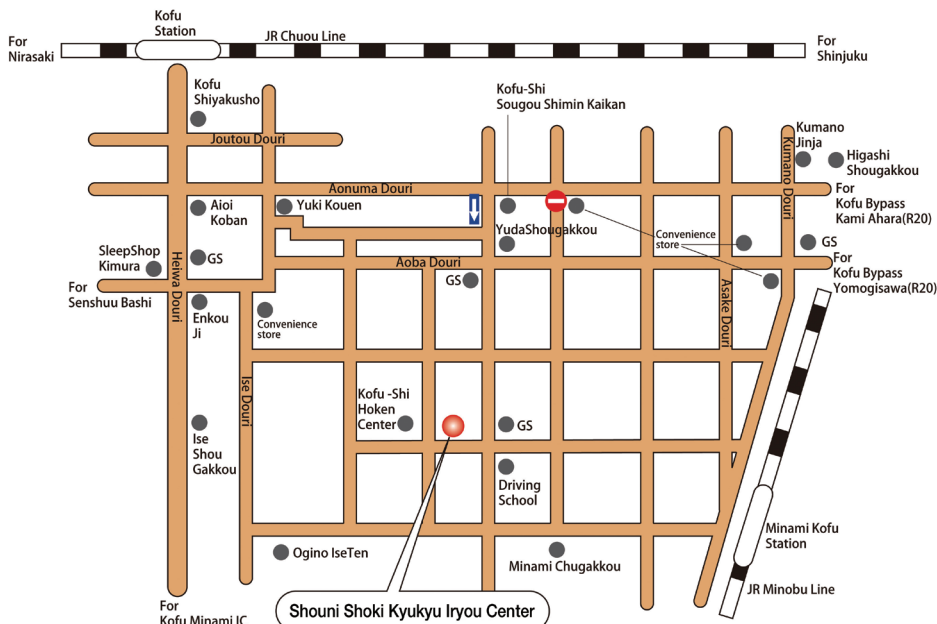 Kofu
Station
JR Chuou Line
For
Nirasaki
For
Shinjuku
Kofu
Shiyakusho
Kofu-Shi
Sougou Shimin Kaikan
Joutou Douri
Kumano
Jinja
Higashi
Shougakkou
Kumano Douri
Aonuma Douri
For
Kofu Bypass
Kami Ahara(R20)
Aioi
Koban
Yuki Kouen
YudaShougakkou
Convenience
store
GS
SleepShop
Kimura
GS
Heiwa Douri
Aoba Douri
For
Kofu Bypass
Yomogisawa(R20)
For
Senshuu Bashi
GS
Asake Douri
Enkou
Ji
Convenience
store
Ise Douri
Kofu -Shi
Hoken
Center
GS
Ise
Shou
Gakkou
Driving
School
Minami Kofu
Station
Ogino IseTen
Minami Chugakkou
JR Minobu Line
For
Kofu Minami IC
Shouni Shoki Kyukyu Iryou Center